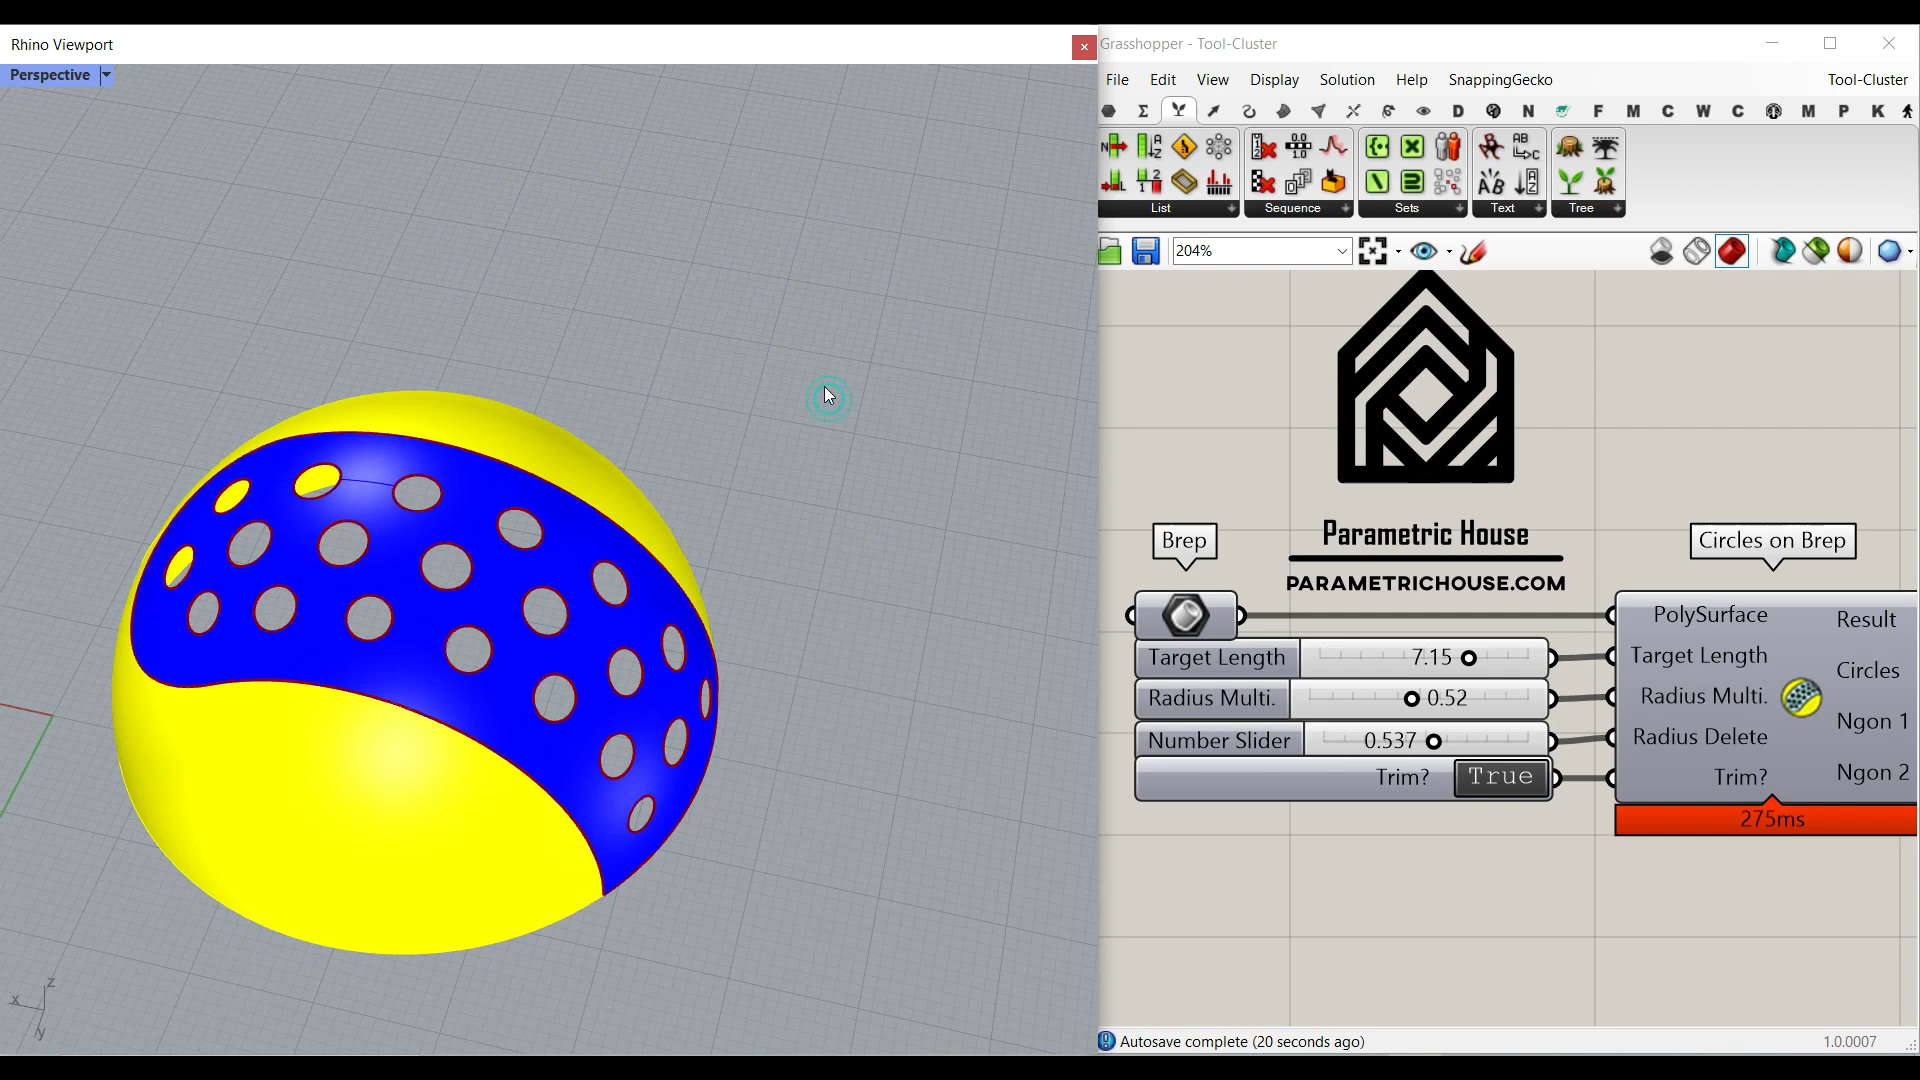 Rhino Viewport
Perspective
Grasshopper - Tool-Cluster
File Edit View Display Solution Help SnappingGecko Tool-Cluster
D N F M C W C M P K
List Sequence Sets Text Tree
204%
Parametric House
PARAMETRICHOUSE.COM
Brep
Circles on Brep
Target Length 7.15
Radius Multi. 0.52
Number Slider 0.537
Trim? True
PolySurface
Target Length
Radius Multi.
Radius Delete
Trim?
Result
Circles
Ngon 1
Ngon 2
275ms
z
x
y
Autosave complete (20 seconds ago)
1.0.0007